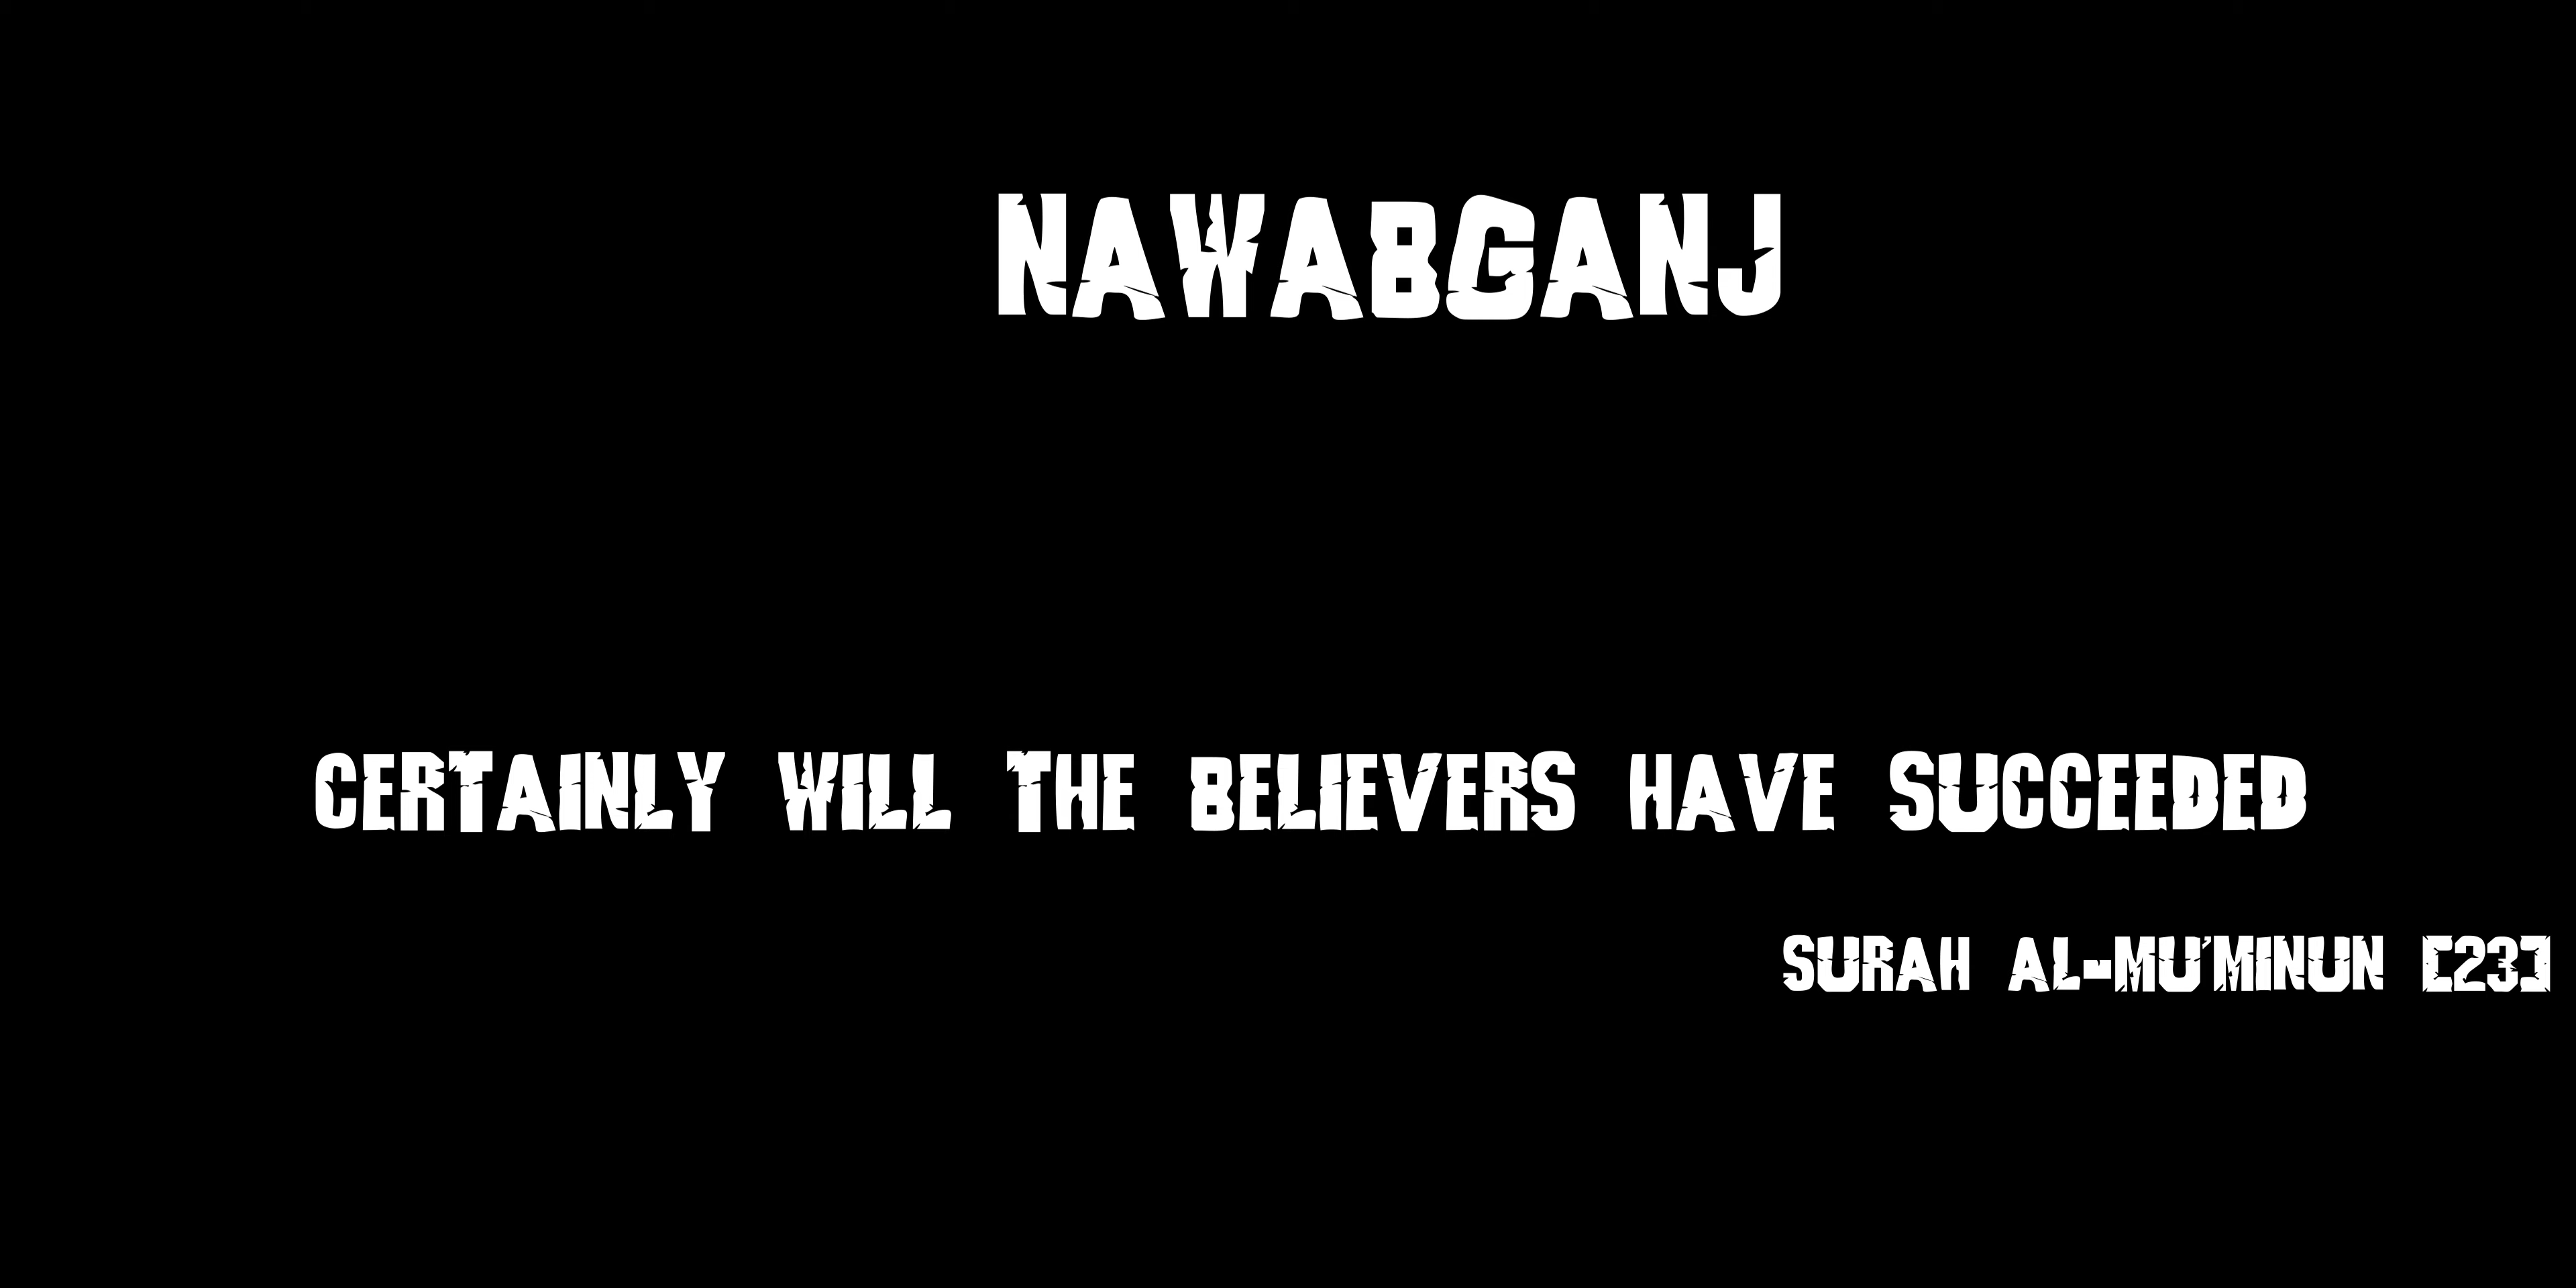 NAWABGANJ
CERTAINLY WILL THE BELIEVERS HAVE SUCCEEDED
SURAH AL-MU'MINUN [23]